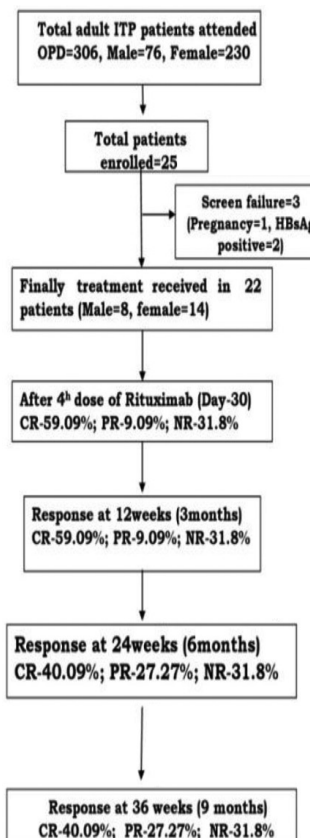 Total adult ITP patients attended
OPD=306, Male=76, Female=230
Total patients
enrolled=25
Screen failure=3
(Pregnancy=1, HBsAg
positive=2)
Finally treatment received in 22
patients (Male=8, female=14)
After 4h dose of Rituximab (Day-30)
CR-59.09%; PR-9.09%; NR-31.8%
Response at 12weeks (3months)
CR-59.09%; PR-9.09%; NR-31.8%
Response at 24weeks (6months)
CR-40.09%; PR-27.27%; NR-31.8%
Response at 36 weeks (9 months)
CR-40.09%; PR-27.27%; NR-31.8%